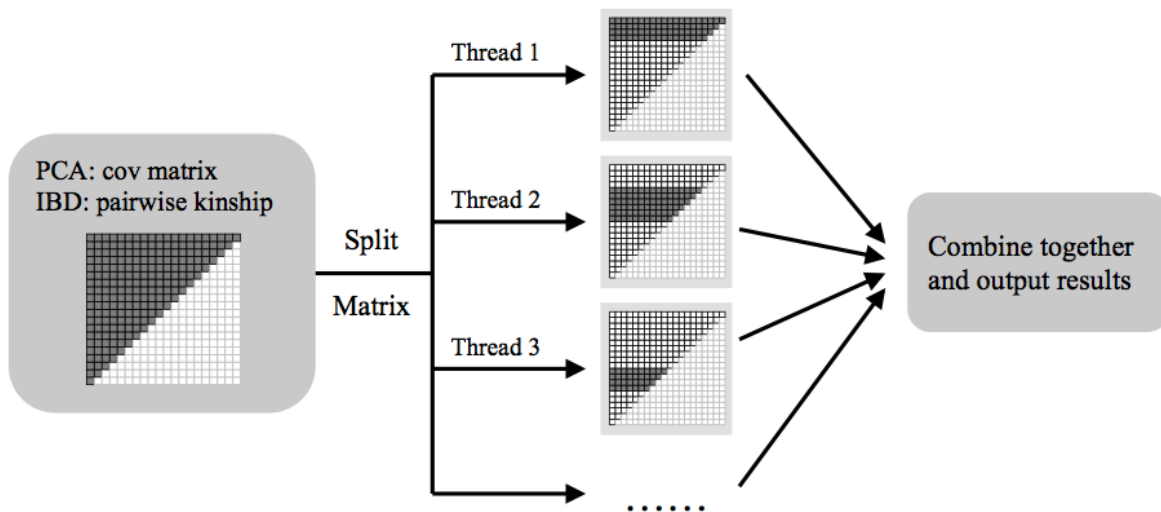 PCA: cov matrix
IBD: pairwise kinship
Split
Matrix
Thread 1
Thread 2
Thread 3
......
Combine together
and output results